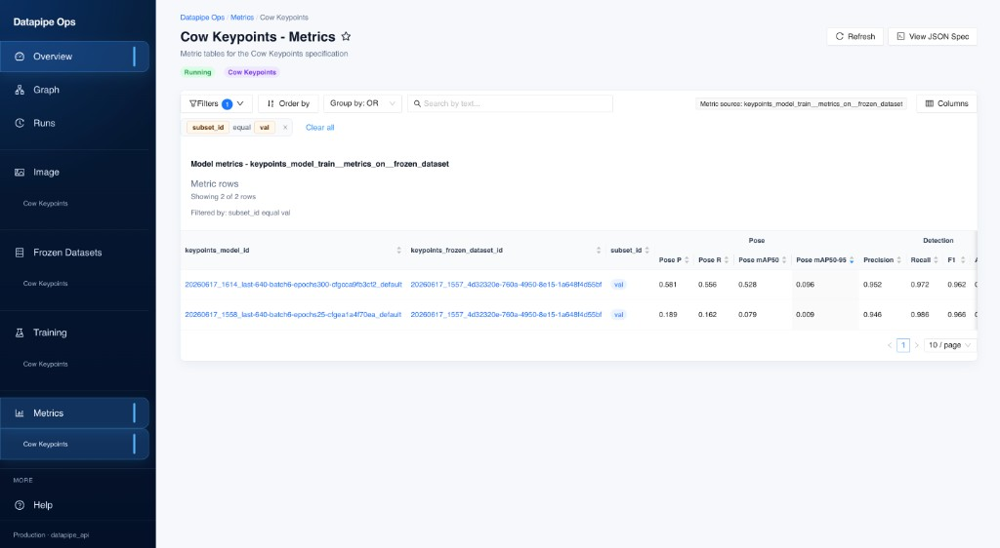 Datapipe Ops
Overview
Graph
Runs
Image
Cow Keypoints
Frozen Datasets
Cow Keypoints
Training
Cow Keypoints
Metrics
Cow Keypoints
MORE
Help
Production - datapipe_api
Datapipe Ops / Metrics / Cow Keypoints
Cow Keypoints - Metrics
Refresh
View JSON Spec
Metric tables for the Cow Keypoints specification
Running Cow Keypoints
Filters 1
Order by
Group by: OR
Search by text...
Metric source: keypoints_model_train__metrics_on__frozen_dataset
Columns
subset_id equal val ×
Clear all
Model metrics - keypoints_model_train__metrics_on__frozen_dataset
Metric rows
Showing 2 of 2 rows
Filtered by: subset_id equal val
Pose Detection
keypoints_model_id keypoints_frozen_dataset_id subset_id Pose P Pose R Pose mAP50 Pose mAP50-95 Precision Recall F1
20260617_1614_last-640-batch6-epochs300-cfgcca9fb3cf2_default 20260617_1557_4d32320e-760a-4950-8e15-1a648f4d55bf val 0.581 0.556 0.528 0.096 0.952 0.972 0.962
20260617_1558_last-640-batch6-epochs25-cfgea1a4f70ea_default 20260617_1557_4d32320e-760a-4950-8e15-1a648f4d55bf val 0.189 0.162 0.079 0.009 0.946 0.986 0.966
1
10 / page